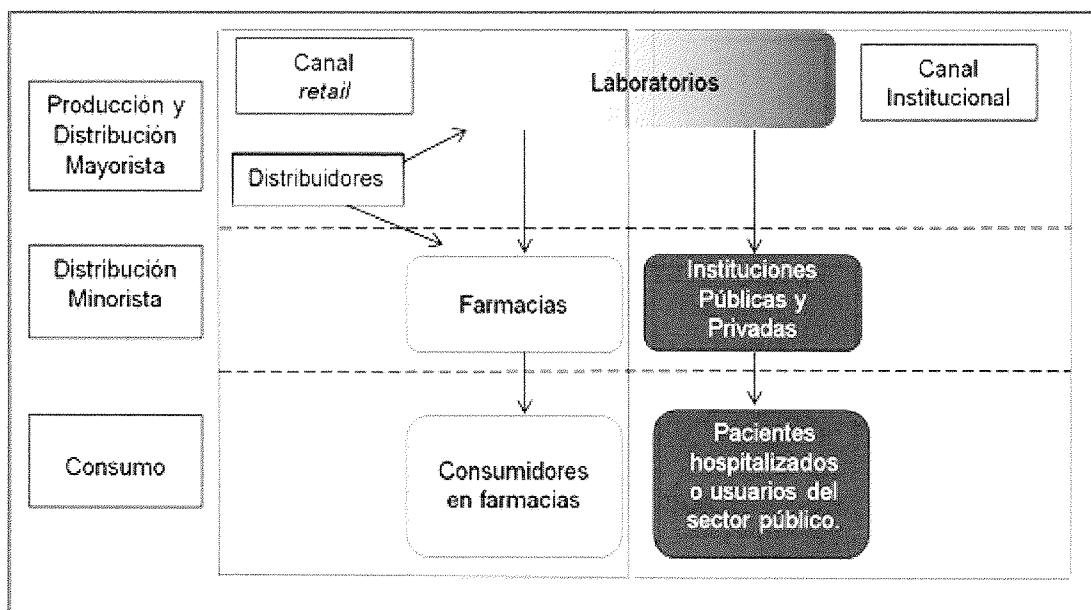 Canal
retail
Laboratorios
Canal
Institucional
Producción y
Distribución
Mayorista
Distribuidores
Distribución
Minorista
Farmacias
Instituciones
Públicas y
Privadas
Consumo
Consumidores
en farmacias
Pacientes
hospitalizados
o usuarios del
sector público.